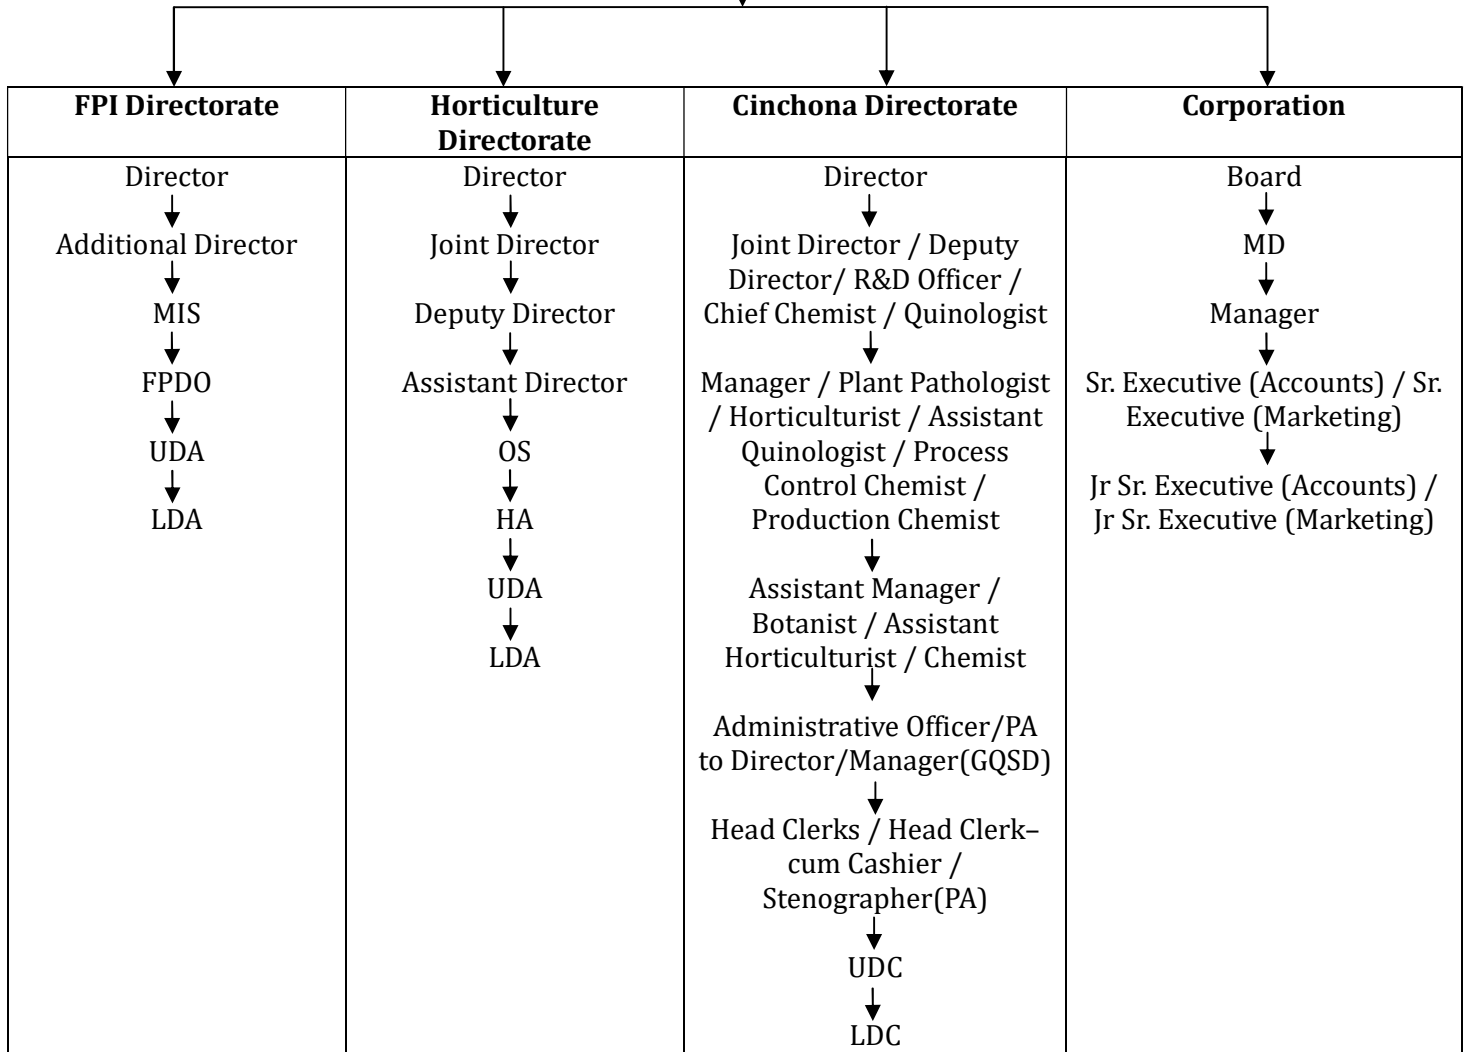 FPI Directorate
Horticulture
Directorate
Cinchona Directorate
Corporation
Director
Additional Director
MIS
FPDO
UDA
LDA
Director
Joint Director
Deputy Director
Assistant Director
OS
HA
UDA
LDA
Director
Joint Director / Deputy
Director/ R&D Officer /
Chief Chemist / Quinologist
Manager / Plant Pathologist
/ Horticulturist / Assistant
Quinologist / Process
Control Chemist /
Production Chemist
Assistant Manager /
Botanist / Assistant
Horticulturist / Chemist
Administrative Officer/PA
to Director/Manager(GQSD)
Head Clerks / Head Clerk–
cum Cashier /
Stenographer(PA)
UDC
LDC
Board
MD
Manager
Sr. Executive (Accounts) / Sr.
Executive (Marketing)
Jr Sr. Executive (Accounts) /
Jr Sr. Executive (Marketing)